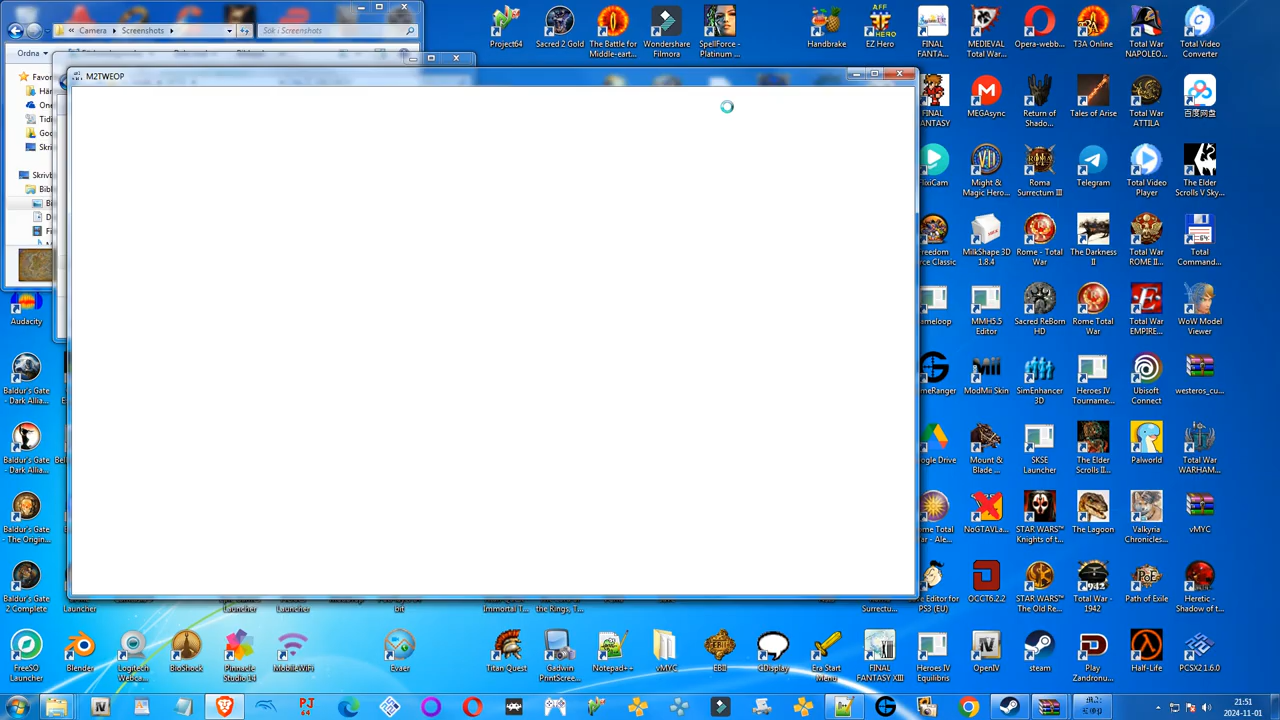 Camera
Screenshots
Sök i Screenshots
Ordna
M2TWEOP
Project64
Sacred 2 Gold
The Battle for
Middle-eart...
Wondershare
Filmora
SpellForce -
Platinum ...
Handbrake
EZ Hero
FINAL
FANTA...
MEDIEVAL
Total War...
Opera-webb...
T3A Online
Total War
NAPOLEO...
Total Video
Converter
FINAL
FANTASY
MEGAsync
Return of
Shado...
Tales of Arise
Total War
ATTILA
百度网盘
FlixiCam
Might &
Magic Hero...
Roma
Surrectum III
Telegram
Total Video
Player
The Elder
Scrolls V Sky...
MilkShape 3D
1.8.4
Rome - Total
War
The Darkness
II
Total War
ROME II...
Total
Command...
MMH5.5
Editor
Sacred ReBorn
HD
Rome Total
War
Total War
EMPIRE...
WoW Model
Viewer
ModMii Skin
SimEnhancer
3D
Heroes IV
Tourname...
Ubisoft
Connect
westeros_cu...
Mount &
Blade ...
SKSE
Launcher
The Elder
Scrolls II...
Palworld
Total War
WARHAM...
NoGTAVLa...
STAR WARS™
Knights of t...
The Lagoon
Valkyria
Chronicles...
vMYC
OCCT6.2.2
STAR WARS™
The Old Re...
Total War -
1942
Path of Exile
Heretic -
Shadow of t...
Audacity
Baldur's Gate
- Dark Allia...
Baldur's Gate
- Dark Allia...
Baldur's Gate
- The Origin...
Baldur's Gate
2 Complete
FreeSO
Launcher
Blender
Logitech
Webca...
BioShock
Pinnacle
Studio 14
MobileWiFi
Evaer
Titan Quest
Gadwin
PrintScree...
Notepad++
vMYC
EBII
CDisplay
Era Start
Menu
FINAL
FANTASY XIII
Heroes IV
Equilibris
OpenIV
steam
Play
Zandronu...
Half-Life
PCSX2 1.6.0
21:51
2024-11-01